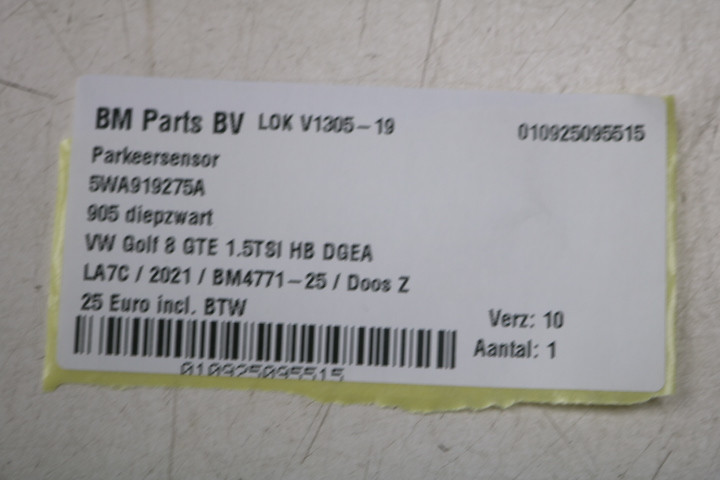 BM Parts BV LOK V1305-19 010925095515
Parkeersensor
5WA919275A
905 diepzwart
VW Golf 8 GTE 1.5TSI HB DGEA
LA7C / 2021 / BM4771-25 / Doos Z
25 Euro incl. BTW
Verz: 10
Aantal: 1
010925095515